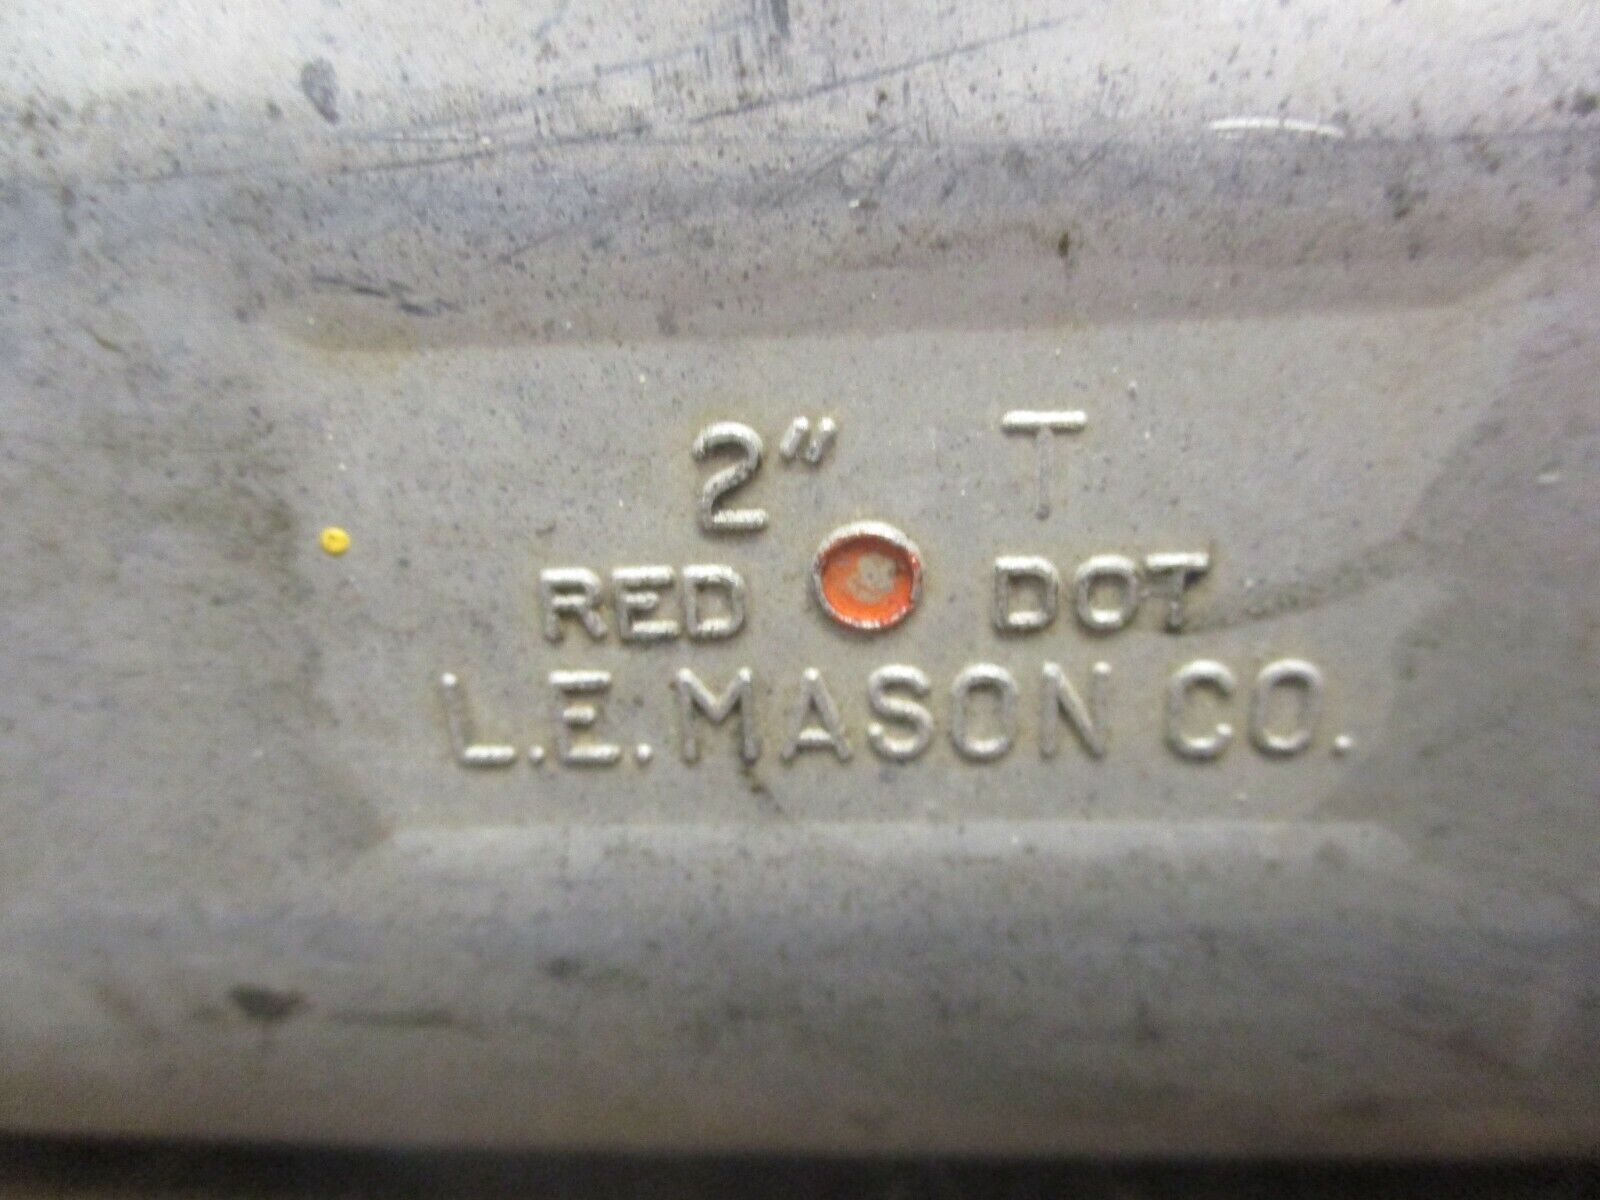 2" T
RED DOT
L.E. MASON CO.